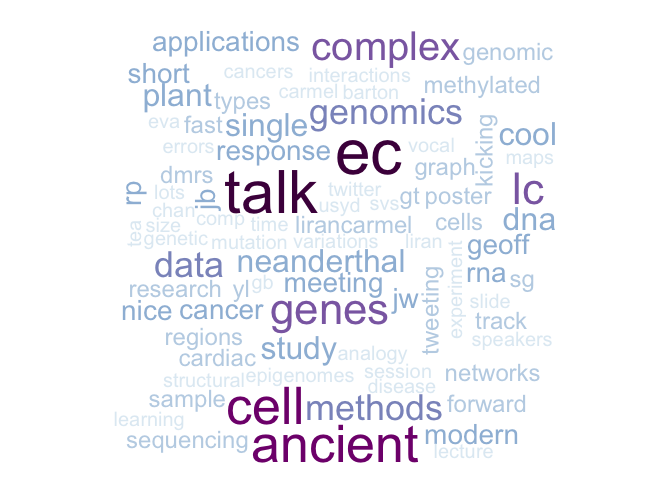 applications complex genomic
short cancers interactions methylated
plant types carmel barton genomics
eva fast single ec vocal kicking cool
errors response graph maps
dmrs talk twitter lc
rp lots jb usyd svs gt poster dna
chan size comp time lirancarmel cells
tea genetic mutation variations liran geoff
data neanderthal rna sg
research yl gb meeting jw tweeting experiment slide
nice cancer genes track
regions speakers
cardiac study analogy
structural epigenomes session networks
disease
sample cell methods forward
learning
sequencing ancient modern
lecture